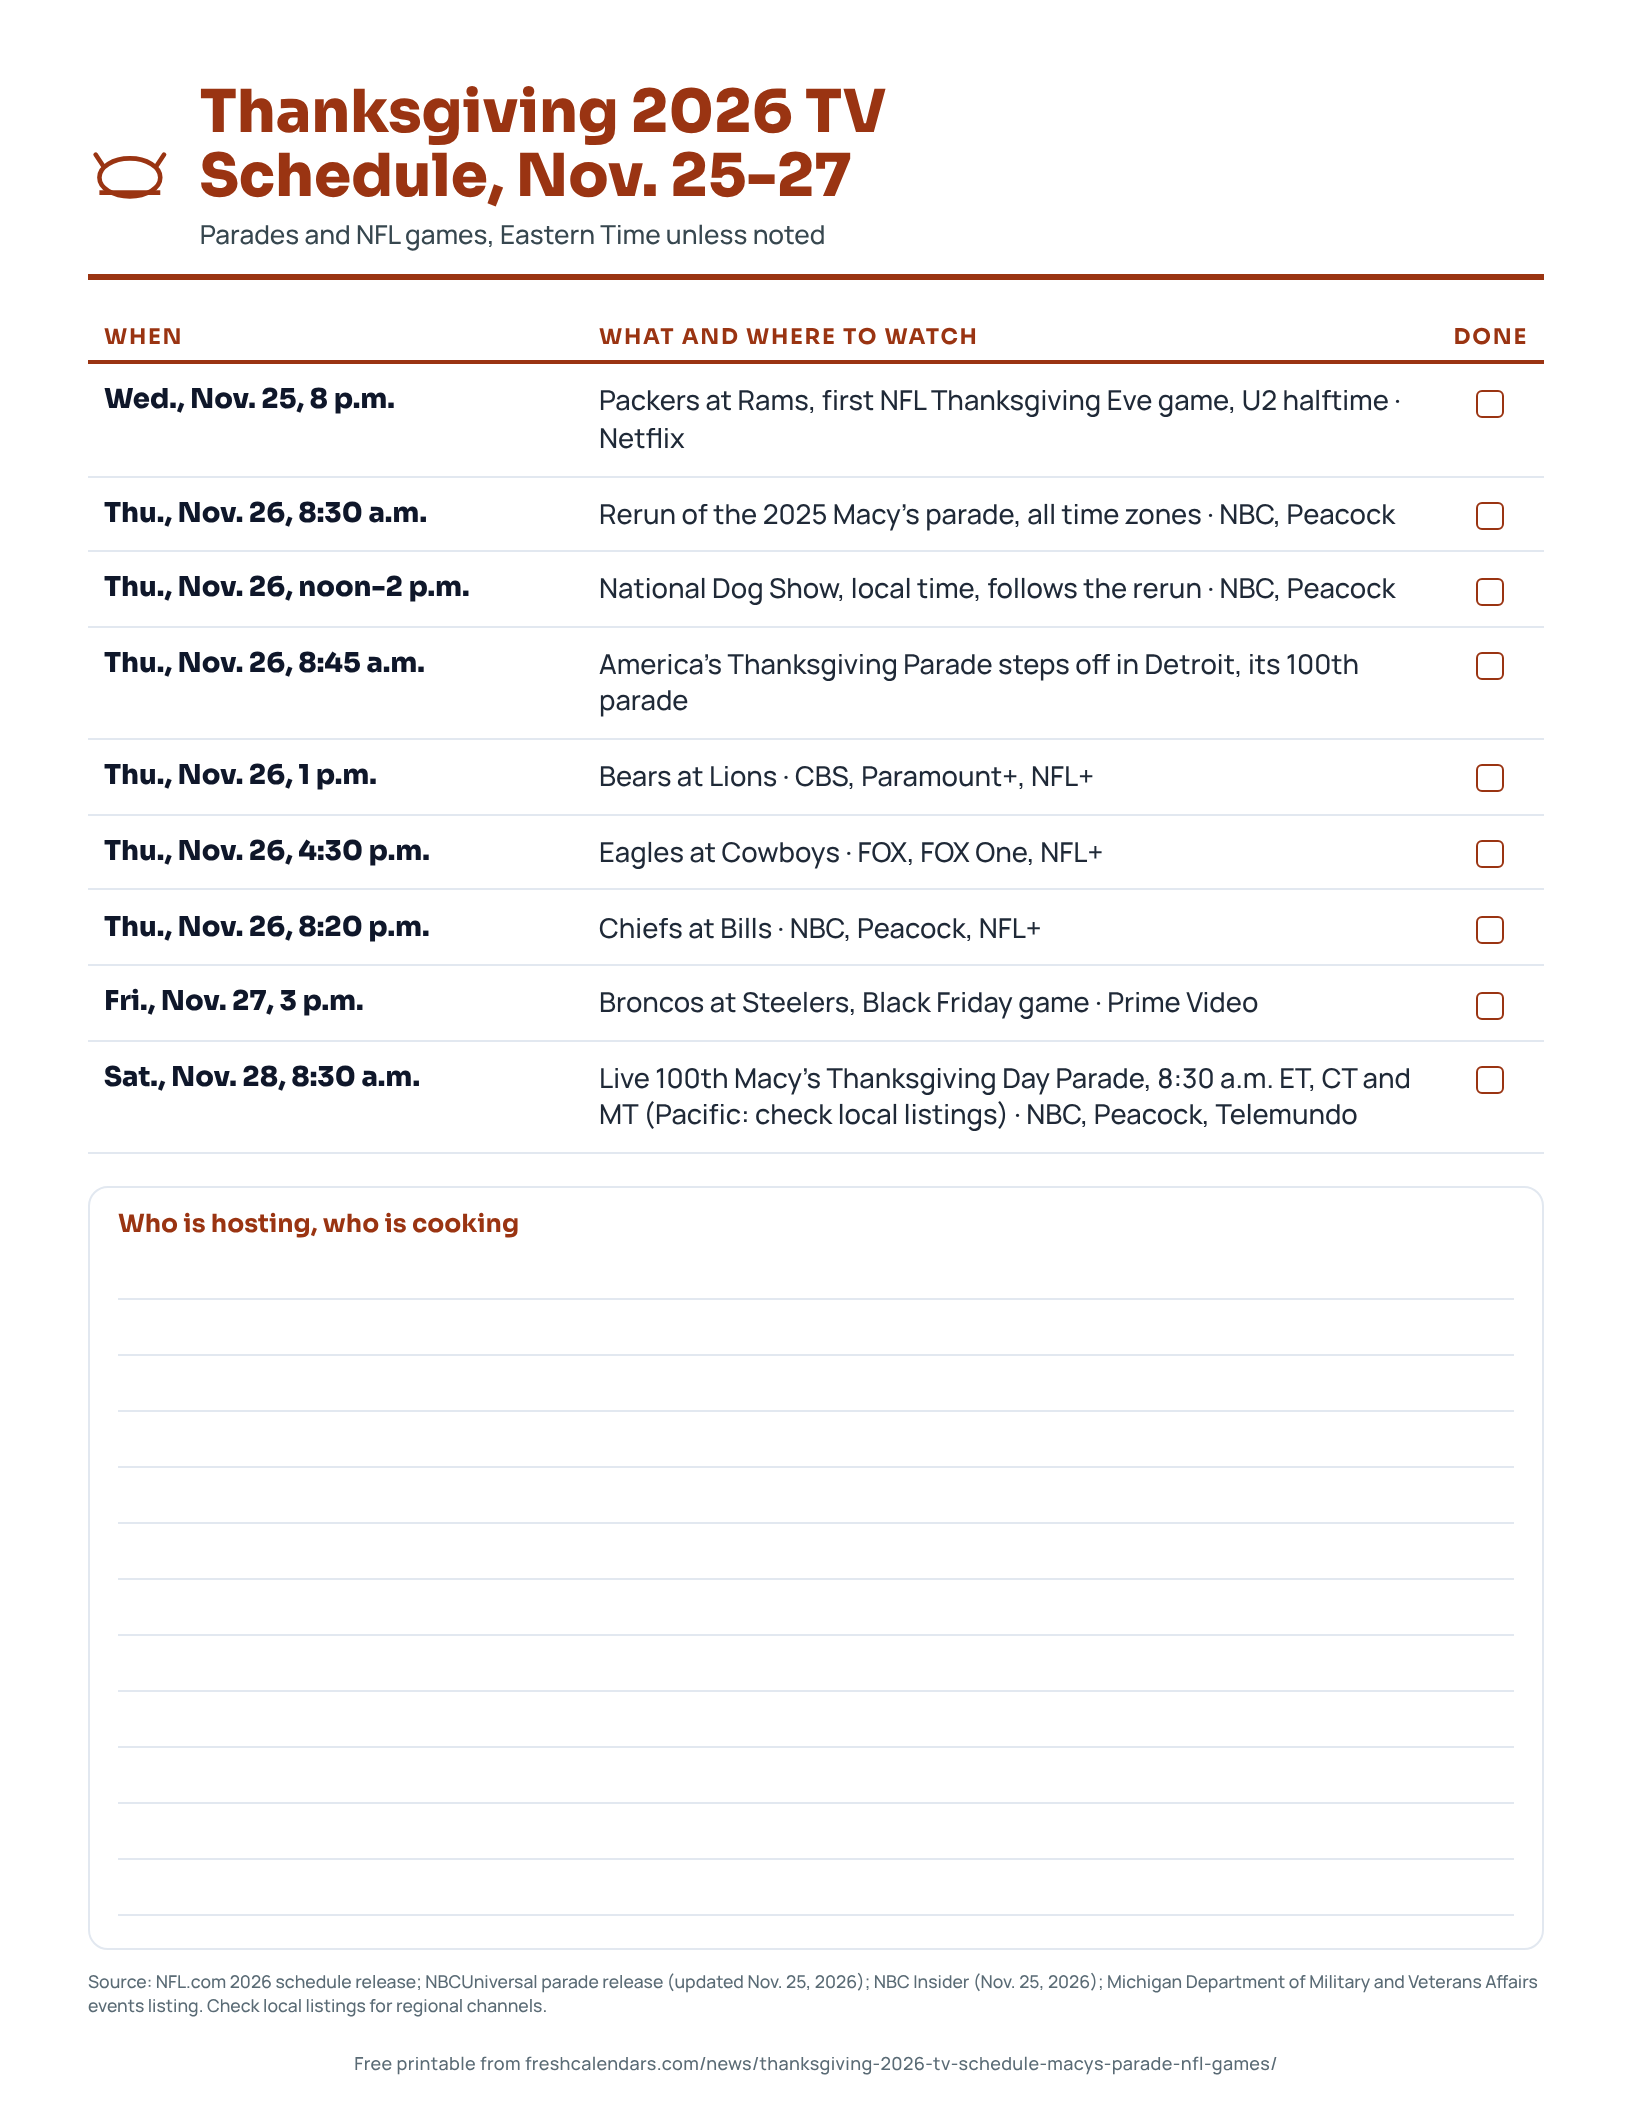 Thanksgiving 2026 TV
Schedule, Nov. 25–27
Parades and NFL games, Eastern Time unless noted
WHEN WHAT AND WHERE TO WATCH DONE
Wed., Nov. 25, 8 p.m. Packers at Rams, first NFL Thanksgiving Eve game, U2 halftime ·
Netflix
Thu., Nov. 26, 8:30 a.m. Rerun of the 2025 Macy’s parade, all time zones · NBC, Peacock
Thu., Nov. 26, noon–2 p.m. National Dog Show, local time, follows the rerun · NBC, Peacock
Thu., Nov. 26, 8:45 a.m. America’s Thanksgiving Parade steps off in Detroit, its 100th
parade
Thu., Nov. 26, 1 p.m. Bears at Lions · CBS, Paramount+, NFL+
Thu., Nov. 26, 4:30 p.m. Eagles at Cowboys · FOX, FOX One, NFL+
Thu., Nov. 26, 8:20 p.m. Chiefs at Bills · NBC, Peacock, NFL+
Fri., Nov. 27, 3 p.m. Broncos at Steelers, Black Friday game · Prime Video
Sat., Nov. 28, 8:30 a.m. Live 100th Macy’s Thanksgiving Day Parade, 8:30 a.m. ET, CT and
MT (Pacific: check local listings) · NBC, Peacock, Telemundo
Who is hosting, who is cooking
Source: NFL.com 2026 schedule release; NBCUniversal parade release (updated Nov. 25, 2026); NBC Insider (Nov. 25, 2026); Michigan Department of Military and Veterans Affairs
events listing. Check local listings for regional channels.
Free printable from freshcalendars.com/news/thanksgiving-2026-tv-schedule-macys-parade-nfl-games/